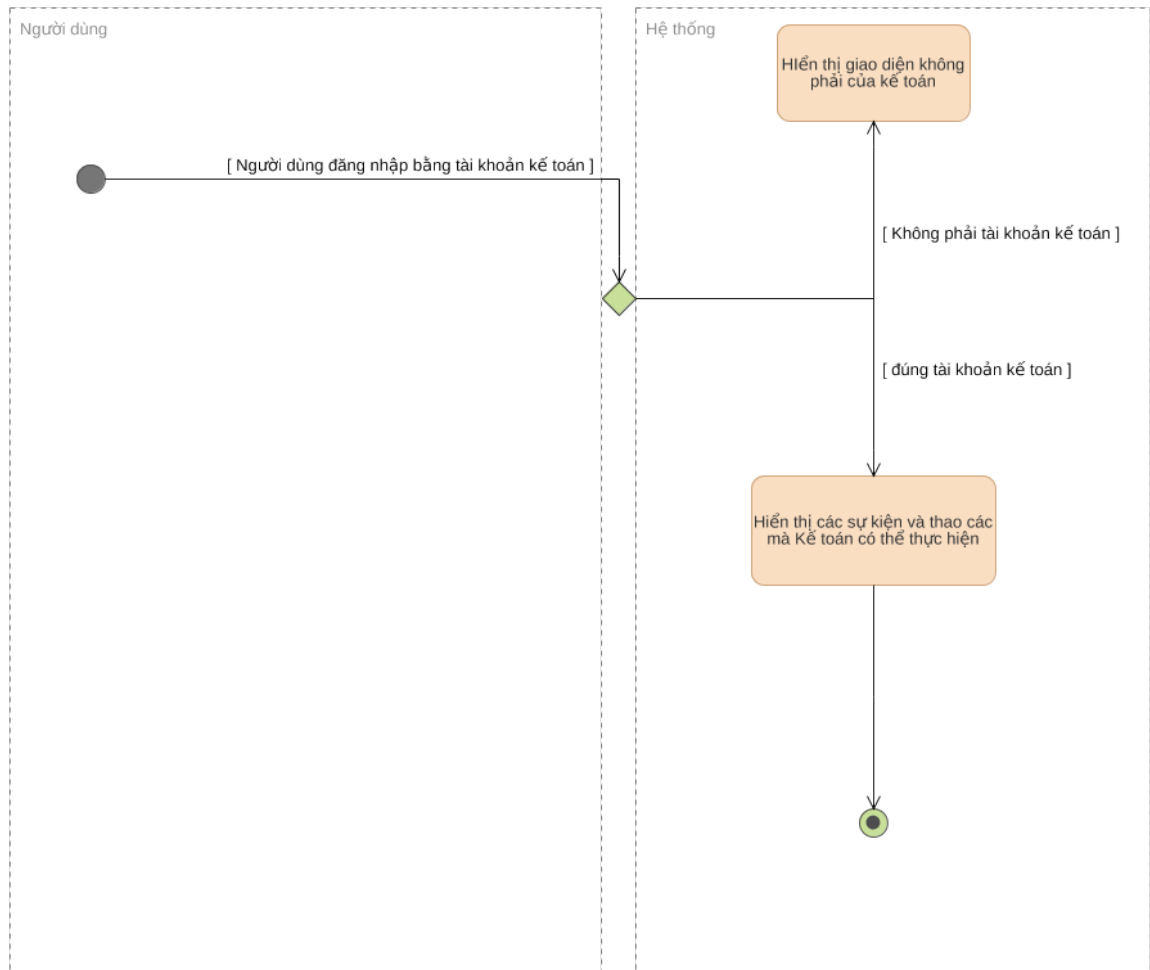 Người dùng
Hệ thống
HIển thị giao diện không
phải của kế toán
[ Người dùng đăng nhập bằng tài khoản kế toán ]
[ Không phải tài khoản kế toán ]
[ đúng tài khoản kế toán ]
Hiển thị các sự kiện và thao các
mà Kế toán có thể thực hiện